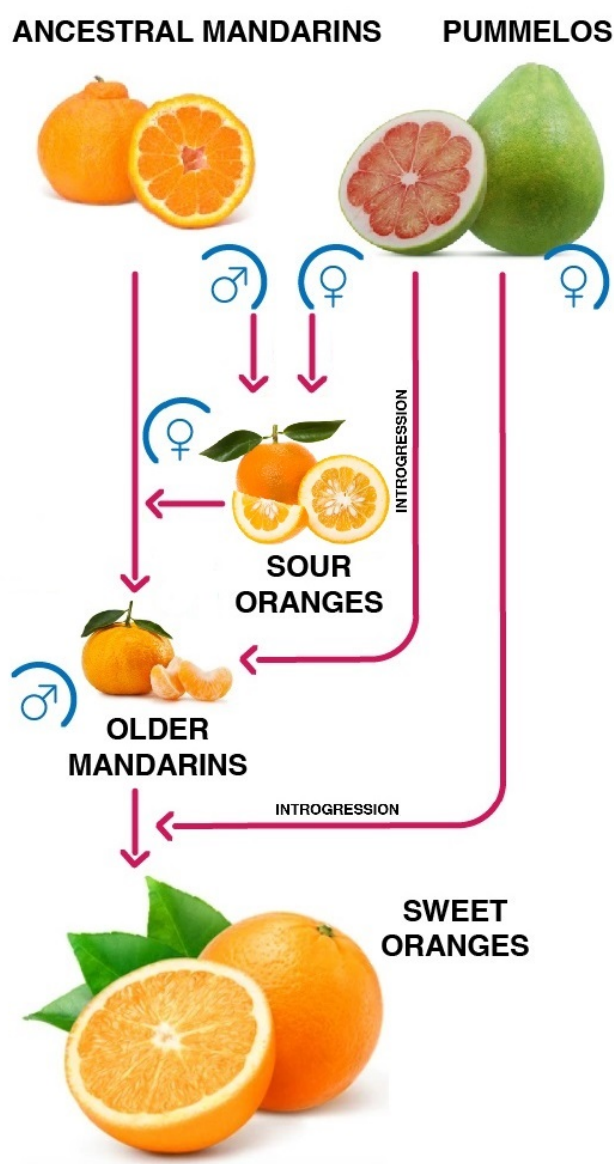 ANCESTRAL MANDARINS
PUMMELOS
INTROGRESSION
SOUR
ORANGES
OLDER
MANDARINS
INTROGRESSION
SWEET
ORANGES